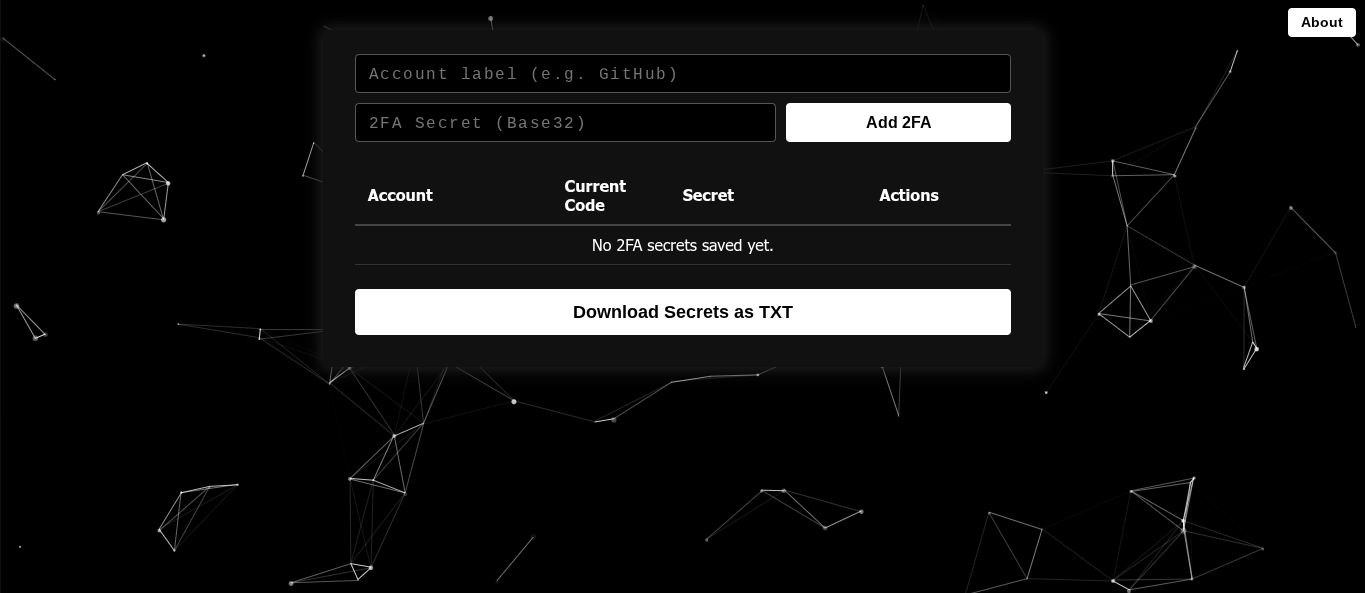 About
Account label (e.g. GitHub)
2FA Secret (Base32)
Add 2FA
Account
Current
Code
Secret
Actions
No 2FA secrets saved yet.
Download Secrets as TXT